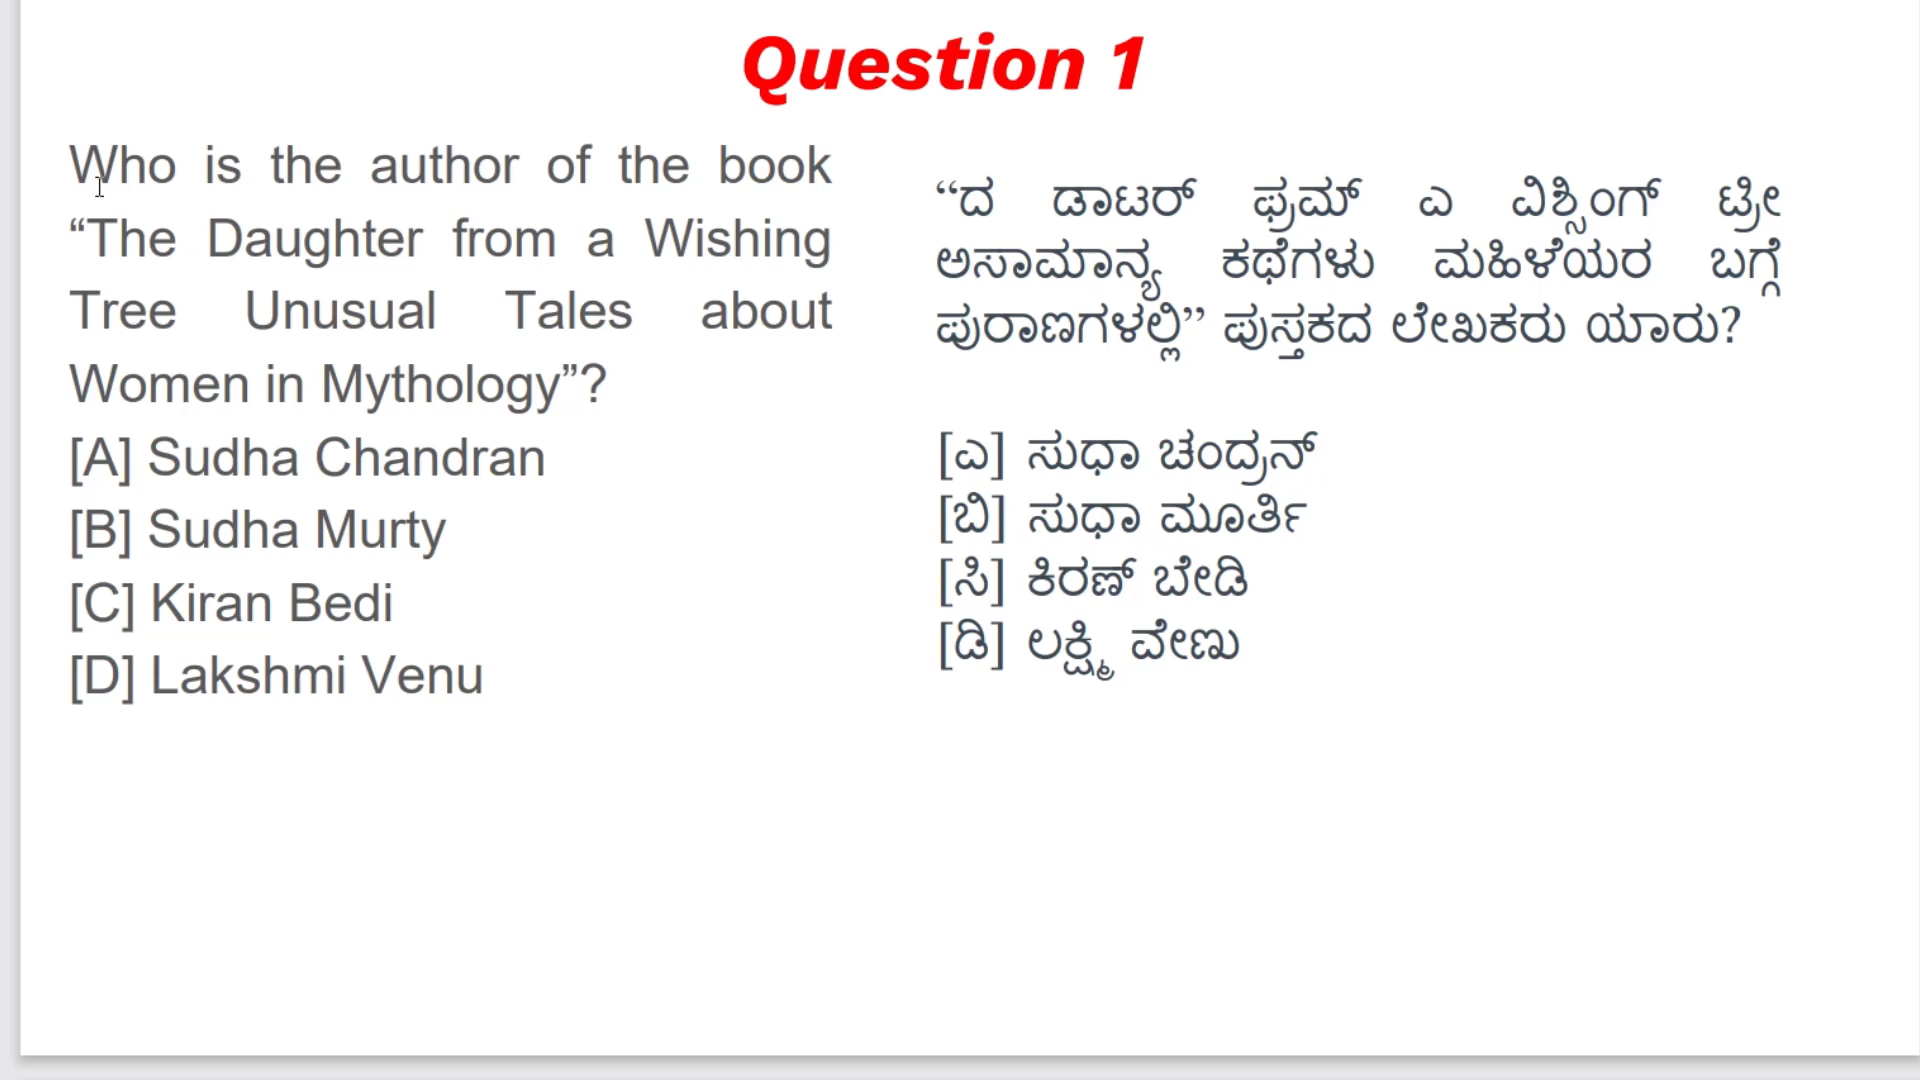 Question 1
Who is the author of the book
“The Daughter from a Wishing
Tree Unusual Tales about
Women in Mythology”?
[A] Sudha Chandran
[B] Sudha Murty
[C] Kiran Bedi
[D] Lakshmi Venu
“ದ ಡಾಟರ್ ಫ್ರಮ್ ಎ ವಿಶ್ಸಿಂಗ್ ಟ್ರೀ
ಅಸಾಮಾನ್ಯ ಕಥೆಗಳು ಮಹಿಳೆಯರ ಬಗ್ಗೆ
ಪುರಾಣಗಳಲ್ಲಿ” ಪುಸ್ತಕದ ಲೇಖಕರು ಯಾರು?
[ಎ] ಸುಧಾ ಚಂದ್ರನ್
[ಬಿ] ಸುಧಾ ಮೂರ್ತಿ
[ಸಿ] ಕಿರಣ್ ಬೇಡಿ
[ಡಿ] ಲಕ್ಷ್ಮಿ ವೇಣು